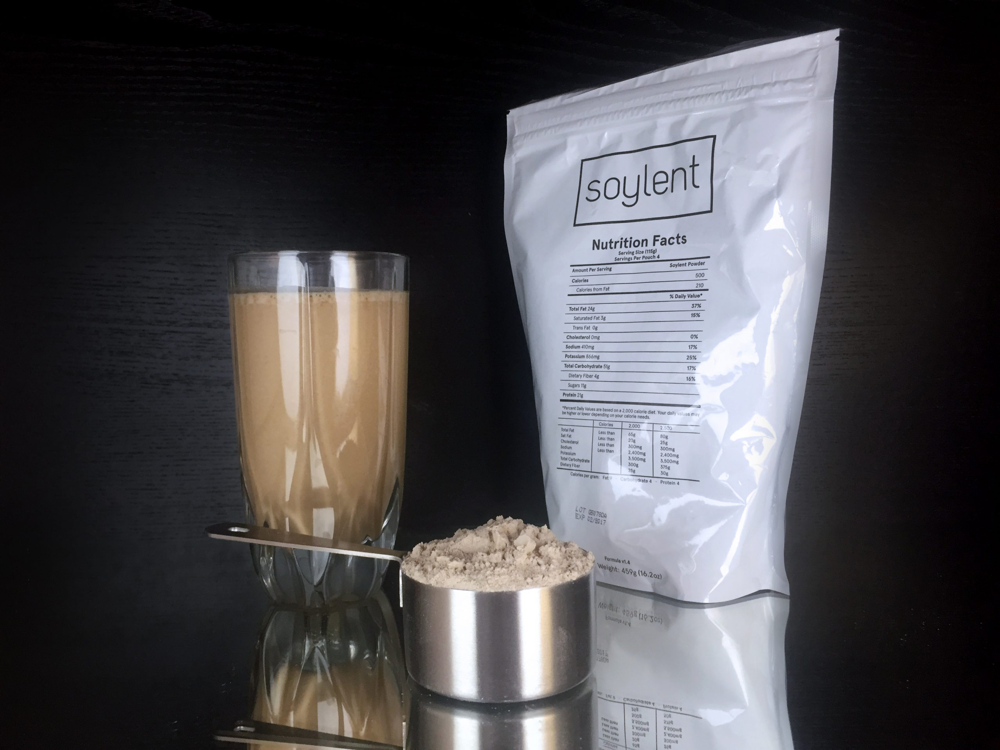 soylent
Nutrition Facts
Serving Size (115g)
Servings Per Pouch 4
Amount Per Serving Soylent Powder
Calories 500
Calories from Fat 210
% Daily Value*
Total Fat 24g 37%
Saturated Fat 3g 15%
Trans Fat 0g
Cholesterol 0mg 0%
Sodium 410mg 17%
Potassium 866mg 25%
Total Carbohydrate 51g 17%
Dietary Fiber 4g 16%
Sugars 11g
Protein 21g
*Percent Daily Values are based on a 2,000 calorie diet. Your daily values may
be higher or lower depending on your calorie needs.
Calories 2,000 2,500
Total Fat Less than 65g 80g
Sat Fat Less than 20g 25g
Cholesterol Less than 300mg 300mg
Sodium Less than 2,400mg 2,400mg
Potassium 3,500mg 3,500mg
Total Carbohydrate 300g 375g
Dietary Fiber 25g 30g
Calories per gram: Fat 9 · Carbohydrate 4 · Protein 4
LOT
EXP 02/2017
Formula v1.4
Weight: 459g (16.2oz)